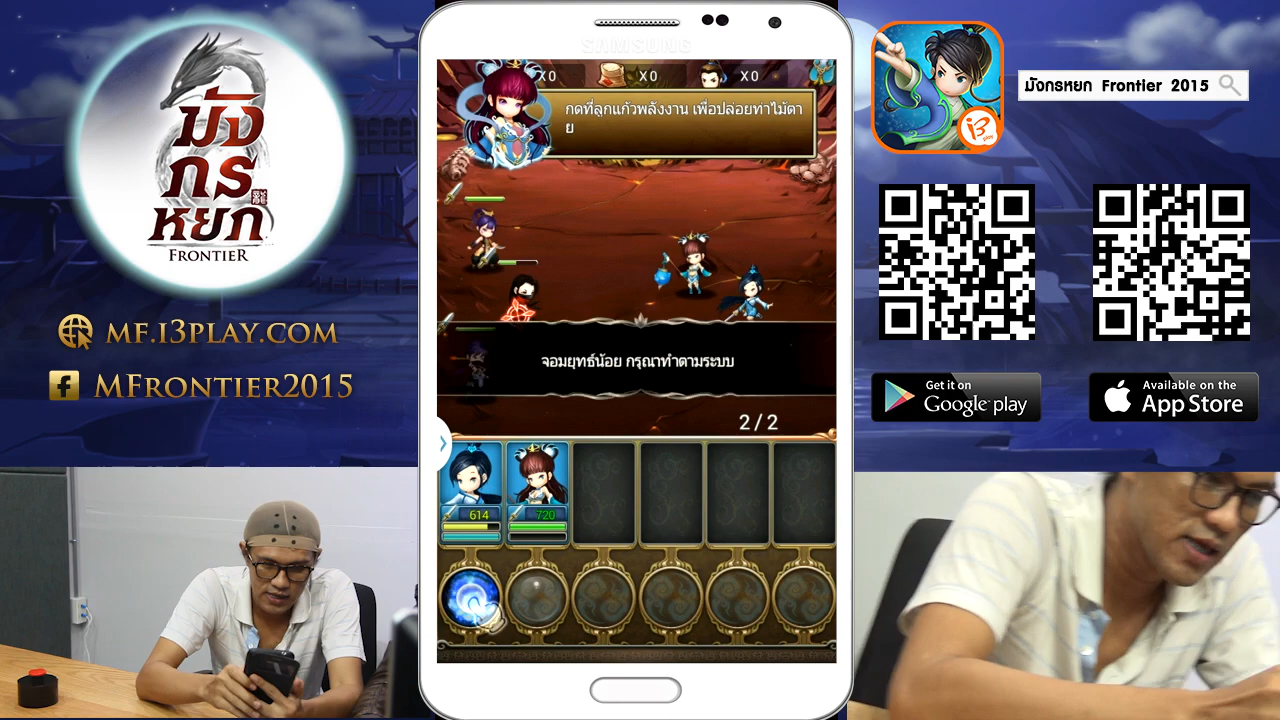 มังกรหยก
FRONTIER
MF.I3PLAY.COM
MFRONTIER2015
SAMSUNG
X0
X0
X0
กดที่ลูกแก้วพลังงาน เพื่อปล่อยท่าไม้ตา
ย
จอมยุทธ์น้อย กรุณาทำตามระบบ
2/2
614
720
i3
play
มังกรหยก Frontier 2015
Get it on
Google play
Available on the
App Store